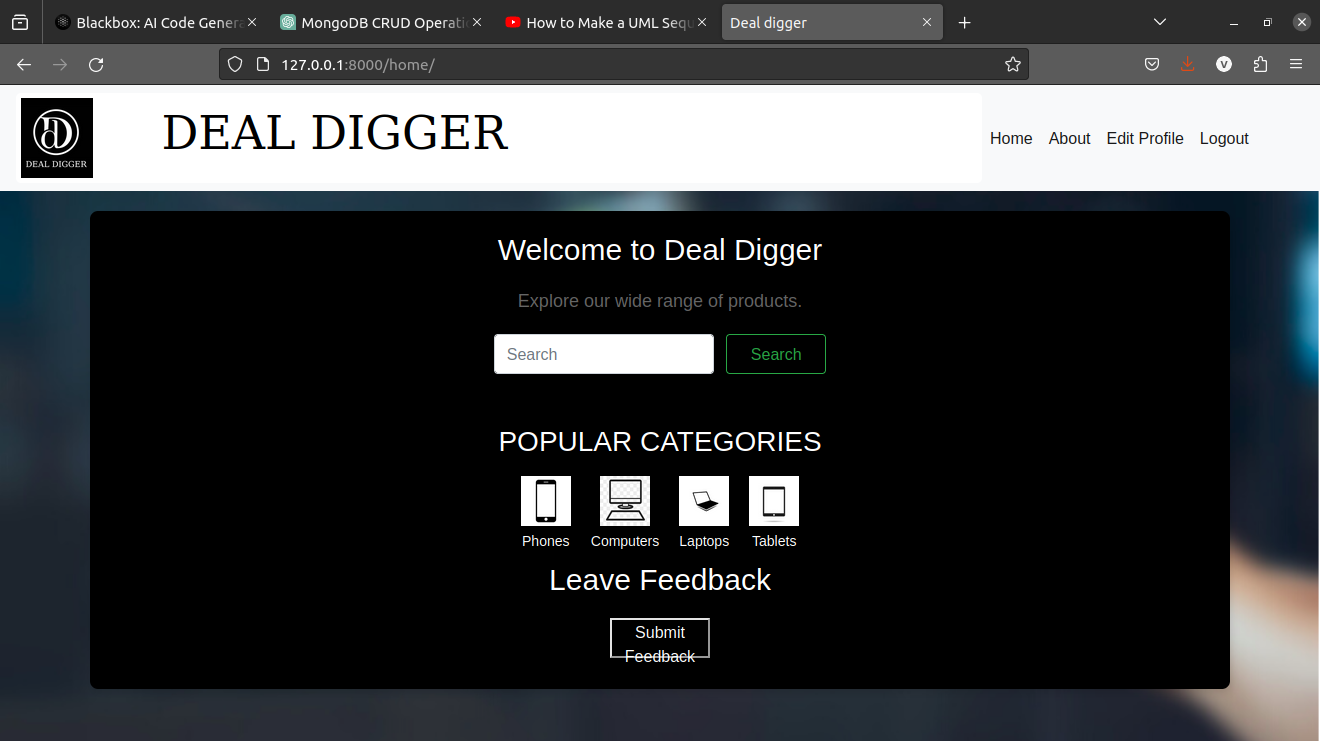 Blackbox: AI Code Genera
MongoDB CRUD Operati
How to Make a UML Sequ
Deal digger
127.0.0.1:8000/home/
V
DEAL DIGGER
DEAL DIGGER
Home About Edit Profile Logout
Welcome to Deal Digger
Explore our wide range of products.
Search Search
POPULAR CATEGORIES
Phones Computers Laptops Tablets
Leave Feedback
Submit
Feedback